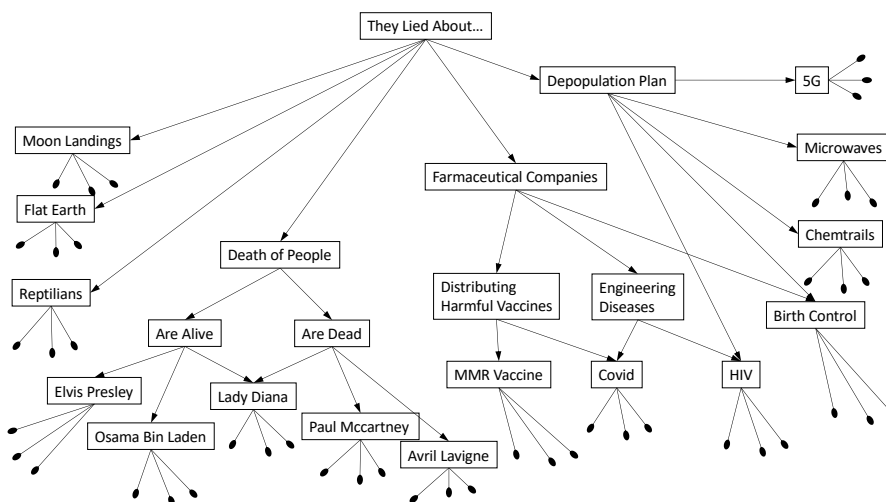 They Lied About...
Depopulation Plan
5G
Moon Landings
Microwaves
Farmaceutical Companies
Flat Earth
Chemtrails
Death of People
Reptilians
Distributing
Harmful Vaccines
Engineering
Diseases
Birth Control
Are Alive
Are Dead
MMR Vaccine
Covid
HIV
Elvis Presley
Lady Diana
Paul Mccartney
Osama Bin Laden
Avril Lavigne